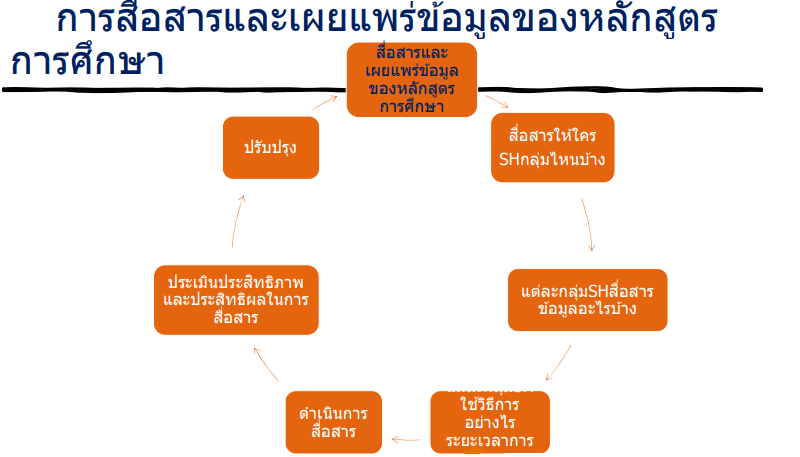 การสื่อสารและเผยแพร่ข้อมูลของหลักสูตร
การศึกษา
สื่อสารและ
เผยแพร่ข้อมูล
ของหลักสูตร
การศึกษา
สื่อสารให้ใคร
SHกลุ่มไหนบ้าง
แต่ละกลุ่มSHสื่อสาร
ข้อมูลอะไรบ้าง
ใช้วิธีการ
อย่างไร
ระยะเวลาการ
ดำเนินการ
สื่อสาร
ประเมินประสิทธิภาพ
และประสิทธิผลในการ
สื่อสาร
ปรับปรุง